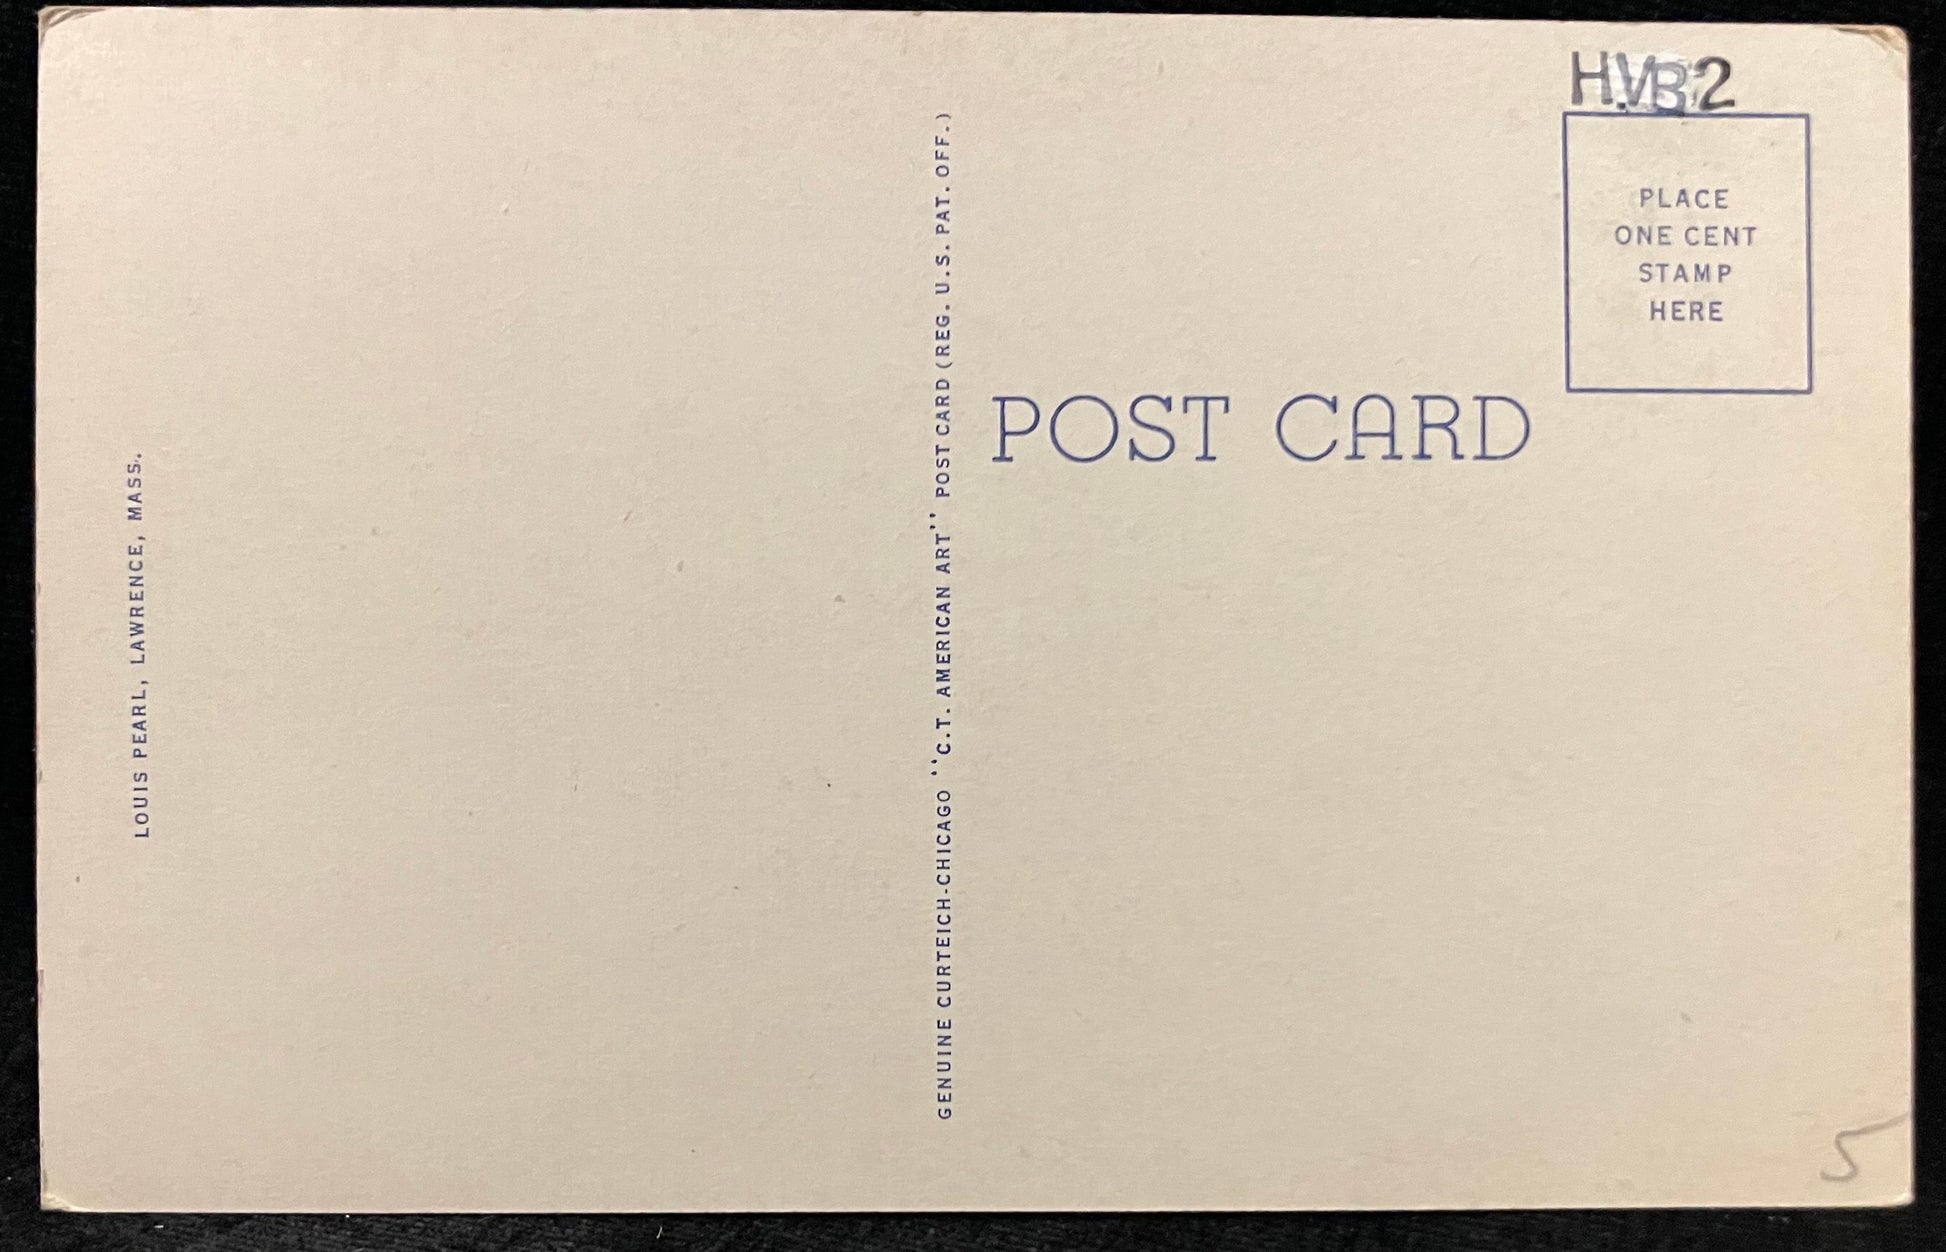 LOUIS PEARL, LAWRENCE, MASS.
GENUINE CURTEICH-CHICAGO "C.T. AMERICAN ART" POST CARD (REG. U.S. PAT. OFF.)
H.VB2
PLACE
ONE CENT
STAMP
HERE
POST CARD
5